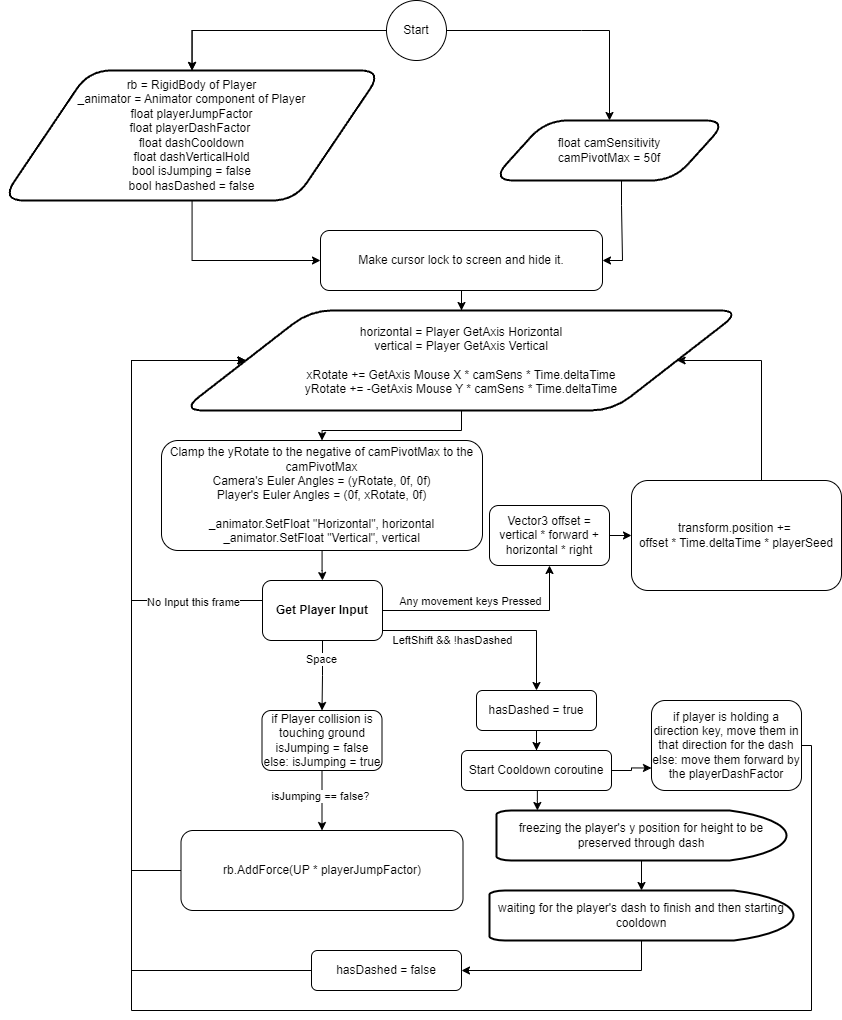 Start
rb = RigidBody of Player
_animator = Animator component of Player
float playerJumpFactor
float playerDashFactor
float dashCooldown
float dashVerticalHold
bool isJumping = false
bool hasDashed = false
float camSensitivity
camPivotMax = 50f
Make cursor lock to screen and hide it.
horizontal = Player GetAxis Horizontal
vertical = Player GetAxis Vertical
xRotate += GetAxis Mouse X * camSens * Time.deltaTime
yRotate += -GetAxis Mouse Y * camSens * Time.deltaTime
Clamp the yRotate to the negative of camPivotMax to the
camPivotMax
Camera's Euler Angles = (yRotate, 0f, 0f)
Player's Euler Angles = (0f, xRotate, 0f)
_animator.SetFloat "Horizontal", horizontal
_animator.SetFloat "Vertical", vertical
Vector3 offset =
vertical * forward +
horizontal * right
transform.position +=
offset * Time.deltaTime * playerSeed
No Input this frame
Get Player Input
Any movement keys Pressed
LeftShift && !hasDashed
Space
hasDashed = true
if Player collision is
touching ground
isJumping = false
else: isJumping = true
Start Cooldown coroutine
if player is holding a
direction key, move them in
that direction for the dash
else: move them forward by
the playerDashFactor
isJumping == false?
freezing the player's y position for height to be
preserved through dash
rb.AddForce(UP * playerJumpFactor)
waiting for the player's dash to finish and then starting
cooldown
hasDashed = false